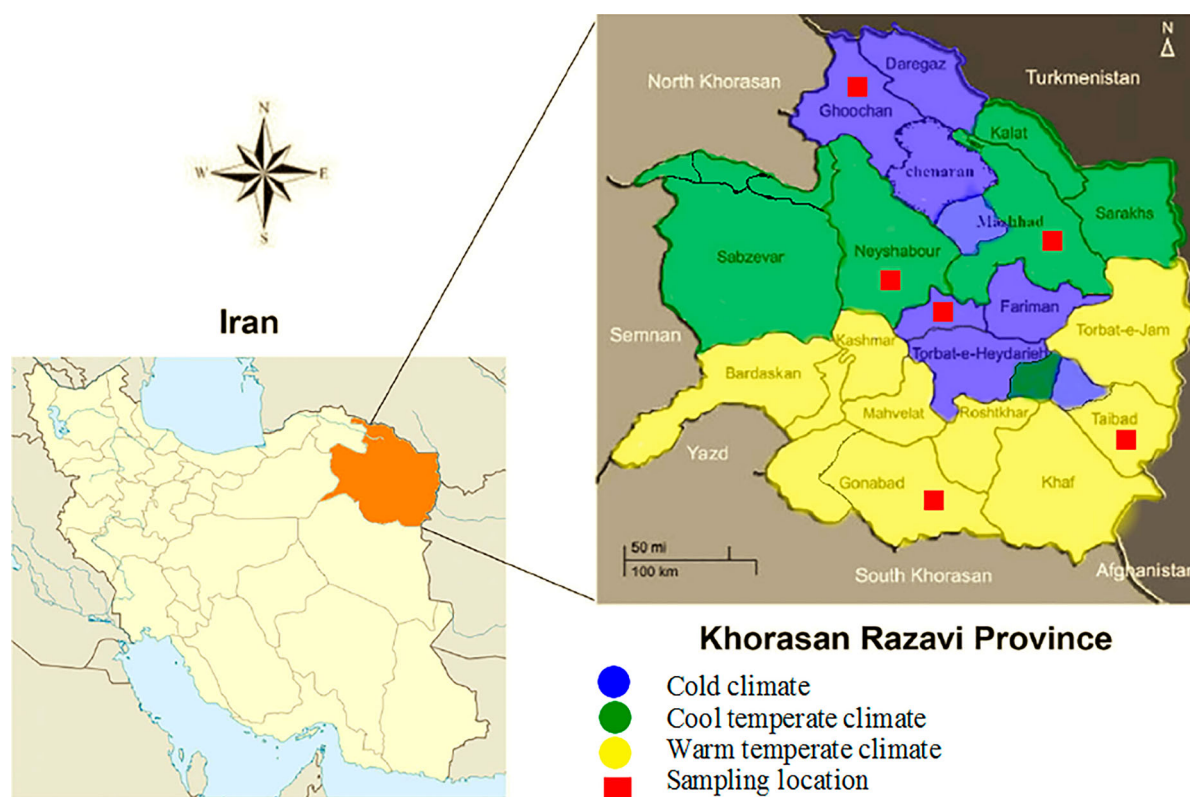 N
W E
S
Iran
N
North Khorasan
Daregaz
Turkmenistan
Ghoochan
Kalat
chenaran
Mashhad
Sarakhs
Neyshabour
Sabzevar
Fariman
Semnan
Kashmar
Torbat-e-Jam
Torbat-e-Heydarieh
Bardaskan
Mahvelat
Roshtkhar
Taibad
Yazd
Gonabad
Khaf
50 mi
100 km
South Khorasan
Afghanistan
Khorasan Razavi Province
Cold climate
Cool temperate climate
Warm temperate climate
Sampling location